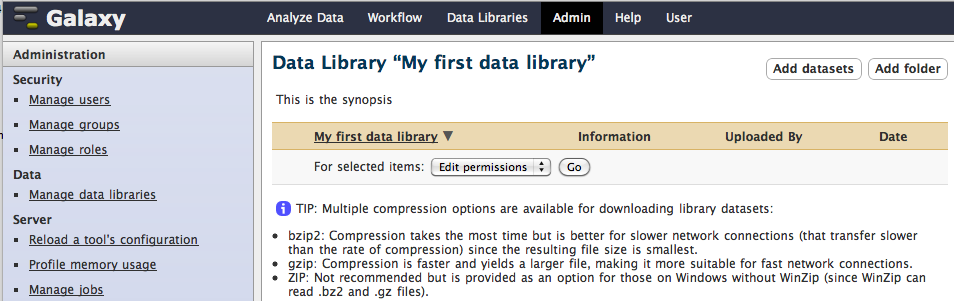 Galaxy
Analyze Data Workflow Data Libraries Admin Help User
Administration
Security
Manage users
Manage groups
Manage roles
Data
Manage data libraries
Server
Reload a tool's configuration
Profile memory usage
Manage jobs
Data Library “My first data library”
Add datasets Add folder
This is the synopsis
My first data library ▼ Information Uploaded By Date
For selected items: Edit permissions Go
TIP: Multiple compression options are available for downloading library datasets:
• bzip2: Compression takes the most time but is better for slower network connections (that transfer slower
than the rate of compression) since the resulting file size is smallest.
• gzip: Compression is faster and yields a larger file, making it more suitable for fast network connections.
• ZIP: Not recommended but is provided as an option for those on Windows without WinZip (since WinZip can
read .bz2 and .gz files).